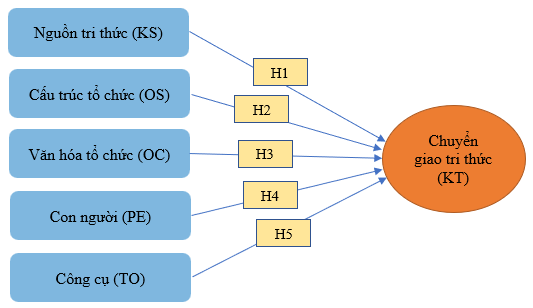 Nguồn tri thức (KS)
H1
Cấu trúc tổ chức (OS)
H2
Văn hóa tổ chức (OC)
H3
Con người (PE)
H4
Công cụ (TO)
H5
Chuyển
giao tri thức
(KT)